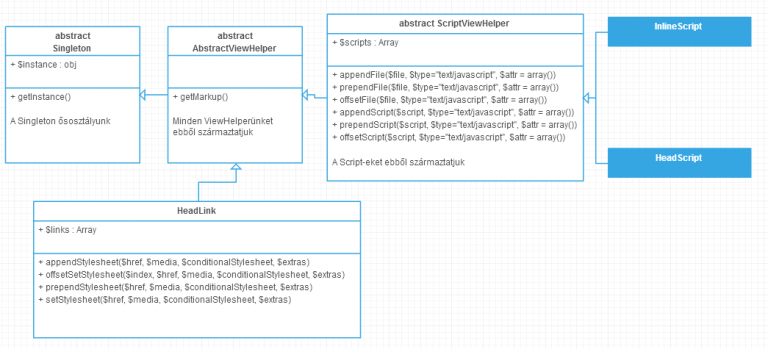 abstract
Singleton
+ $instance : obj
+ getInstance()
A Singleton ősosztályunk
abstract
AbstractViewHelper
+ getMarkup()
Minden ViewHelperünket
ebből származtatjuk
abstract ScriptViewHelper
+ $scripts : Array
+ appendFile($file, $type="text/javascript", $attr = array())
+ prependFile($file, $type="text/javascript", $attr = array())
+ offsetFile($file, $type="text/javascript", $attr = array())
+ appendScript($script, $type="text/javascript", $attr = array())
+ prependScript($script, $type="text/javascript", $attr = array())
+ offsetScript($script, $type="text/javascript", $attr = array())
A Script-eket ebből származtatjuk
InlineScript
HeadScript
HeadLink
+ $links : Array
+ appendStylesheet($href, $media, $conditionalStylesheet, $extras)
+ offsetSetStylesheet($index, $href, $media, $conditionalStylesheet, $extras)
+ prependStylesheet($href, $media, $conditionalStylesheet, $extras)
+ setStylesheet($href, $media, $conditionalStylesheet, $extras)